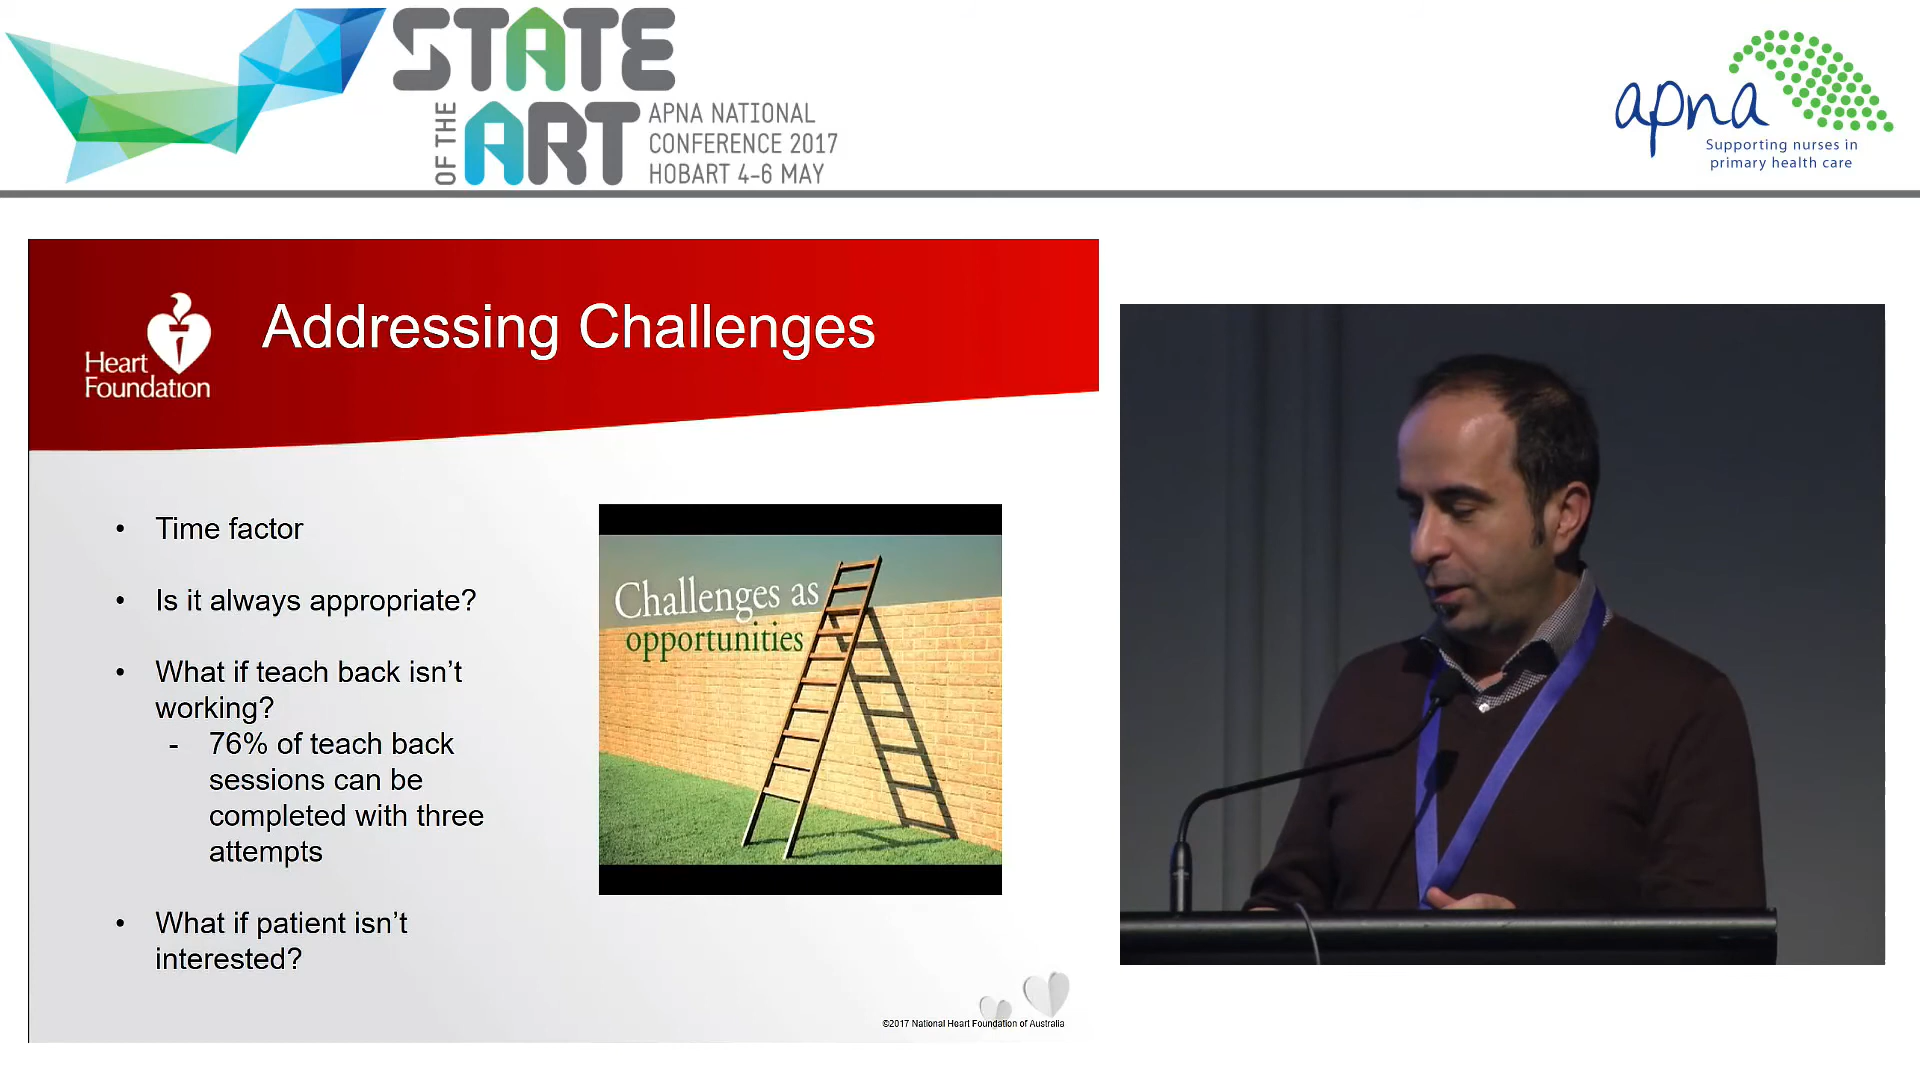 STATE
OF THE
ART
APNA NATIONAL
CONFERENCE 2017
HOBART 4-6 MAY
apna
Supporting nurses in
primary health care
Heart
Foundation
Addressing Challenges
• Time factor
• Is it always appropriate?
• What if teach back isn’t
working?
- 76% of teach back
sessions can be
completed with three
attempts
• What if patient isn’t
interested?
Challenges as
opportunities
©2017 National Heart Foundation of Australia